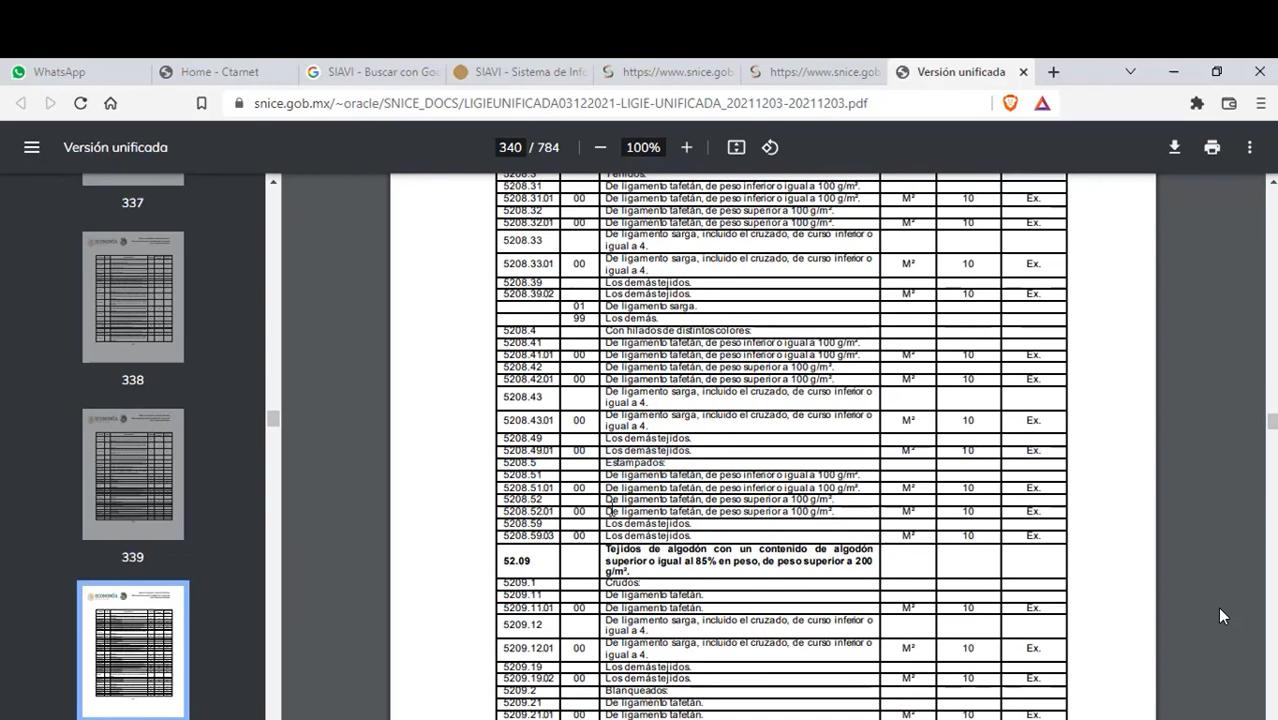 WhatsApp
Home - Ctarnet
SIAVI - Buscar con Go
SIAVI - Sistema de Inf
https://www.snice.gob
https://www.snice.gob
Versión unificada
snice.gob.mx/~oracle/SNICE_DOCS/LIGIEUNIFICADA03122021-LIGIE-UNIFICADA_20211203-20211203.pdf
Versión unificada
340 / 784
100%
337
338
339
5208.3 Teñidos:
5208.31 De ligamento tafetán, de peso inferior o igual a 100 g/m².
5208.31.01 00 De ligamento tafetán, de peso inferior o igual a 100 g/m². M² 10 Ex.
5208.32 De ligamento tafetán, de peso superior a 100 g/m².
5208.32.01 00 De ligamento tafetán, de peso superior a 100 g/m². M² 10 Ex.
5208.33 De ligamento sarga, incluido el cruzado, de curso inferior o
igual a 4.
5208.33.01 00 De ligamento sarga, incluido el cruzado, de curso inferior o M² 10 Ex.
igual a 4.
5208.39 Los demás tejidos.
5208.39.02 Los demás tejidos. M² 10 Ex.
01 De ligamento sarga.
99 Los demás.
5208.4 Con hilados de distintos colores:
5208.41 De ligamento tafetán, de peso inferior o igual a 100 g/m².
5208.41.01 00 De ligamento tafetán, de peso inferior o igual a 100 g/m². M² 10 Ex.
5208.42 De ligamento tafetán, de peso superior a 100 g/m².
5208.42.01 00 De ligamento tafetán, de peso superior a 100 g/m². M² 10 Ex.
5208.43 De ligamento sarga, incluido el cruzado, de curso inferior o
igual a 4.
5208.43.01 00 De ligamento sarga, incluido el cruzado, de curso inferior o M² 10 Ex.
igual a 4.
5208.49 Los demás tejidos.
5208.49.01 00 Los demás tejidos. M² 10 Ex.
5208.5 Estampados:
5208.51 De ligamento tafetán, de peso inferior o igual a 100 g/m².
5208.51.01 00 De ligamento tafetán, de peso inferior o igual a 100 g/m². M² 10 Ex.
5208.52 De ligamento tafetán, de peso superior a 100 g/m².
5208.52.01 00 De ligamento tafetán, de peso superior a 100 g/m². M² 10 Ex.
5208.59 Los demás tejidos.
5208.59.03 00 Los demás tejidos. M² 10 Ex.
52.09 Tejidos de algodón con un contenido de algodón
superior o igual al 85% en peso, de peso superior a 200
g/m².
5209.1 Crudos:
5209.11 De ligamento tafetán.
5209.11.01 00 De ligamento tafetán. M² 10 Ex.
5209.12 De ligamento sarga, incluido el cruzado, de curso inferior o
igual a 4.
5209.12.01 00 De ligamento sarga, incluido el cruzado, de curso inferior o M² 10 Ex.
igual a 4.
5209.19 Los demás tejidos.
5209.19.02 00 Los demás tejidos. M² 10 Ex.
5209.2 Blanqueados:
5209.21 De ligamento tafetán.
5209.21.01 00 De ligamento tafetán. M² 10 Ex.